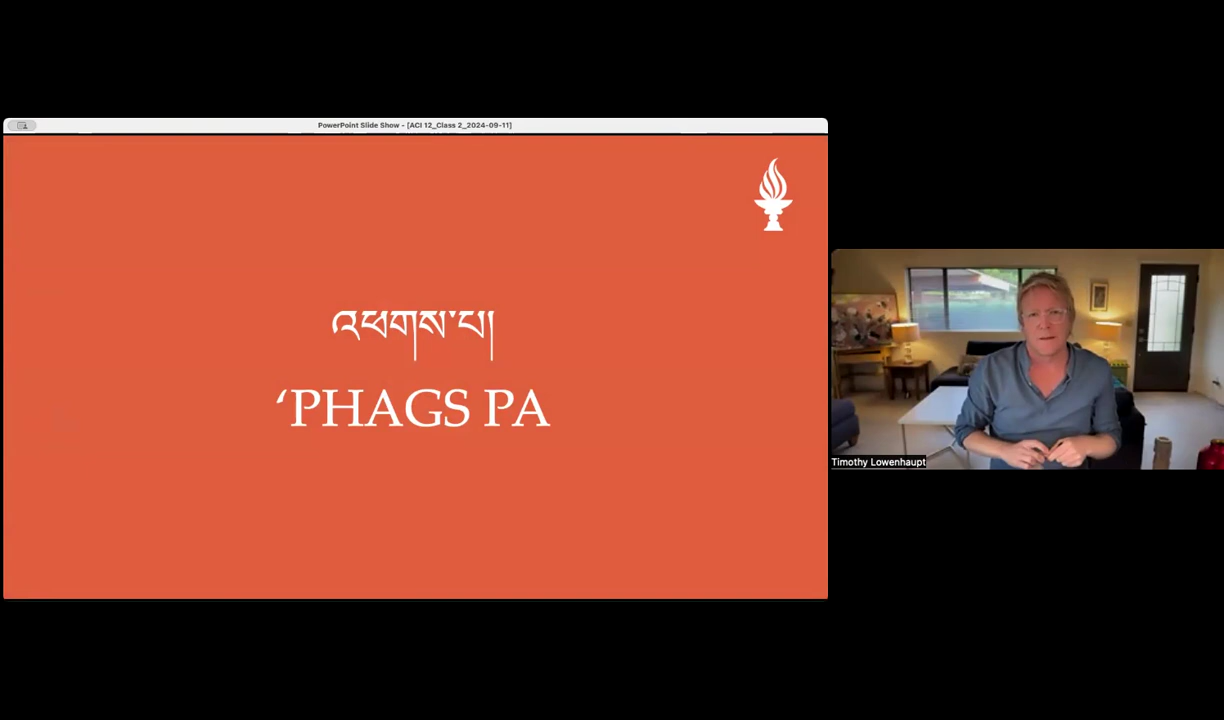 PowerPoint Slide Show - [ACI 12_Class 2_2024-09-11]
འཕགས་པ།
‘PHAGS PA
Timothy Lowenhaupt